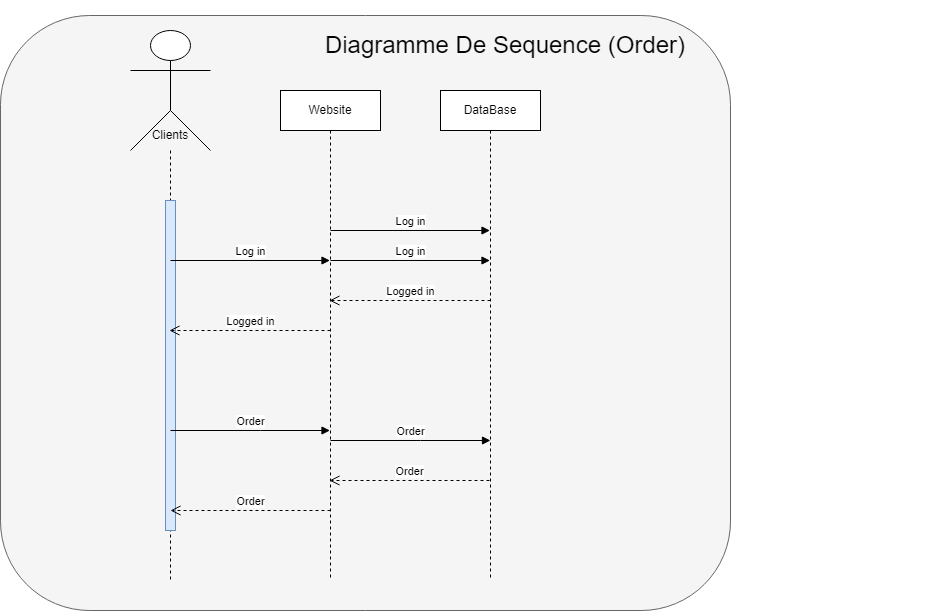 Diagramme De Sequence (Order)
Website
DataBase
Clients
Log in
Log in
Log in
Logged in
Logged in
Order
Order
Order
Order